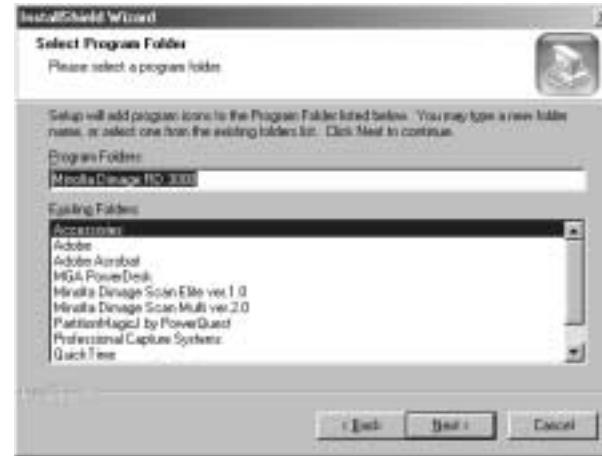 InstallShield Wizard
Select Program Folder
Please select a program folder.
Setup will add program icons to the Program Folder listed below. You may type a new folder
name, or select one from the existing folders list. Click Next to continue.
Program Folders:
Minolta Dimage RD 3000
Existing Folders:
Accessories
Adobe
Adobe Acrobat
MGA PowerDesk
Minolta Dimage Scan Elite ver.1.0
Minolta Dimage Scan Multi ver.2.0
PartitionMagicJ by PowerQuest
Professional Capture Systems
QuickTime
< Back
Next >
Cancel